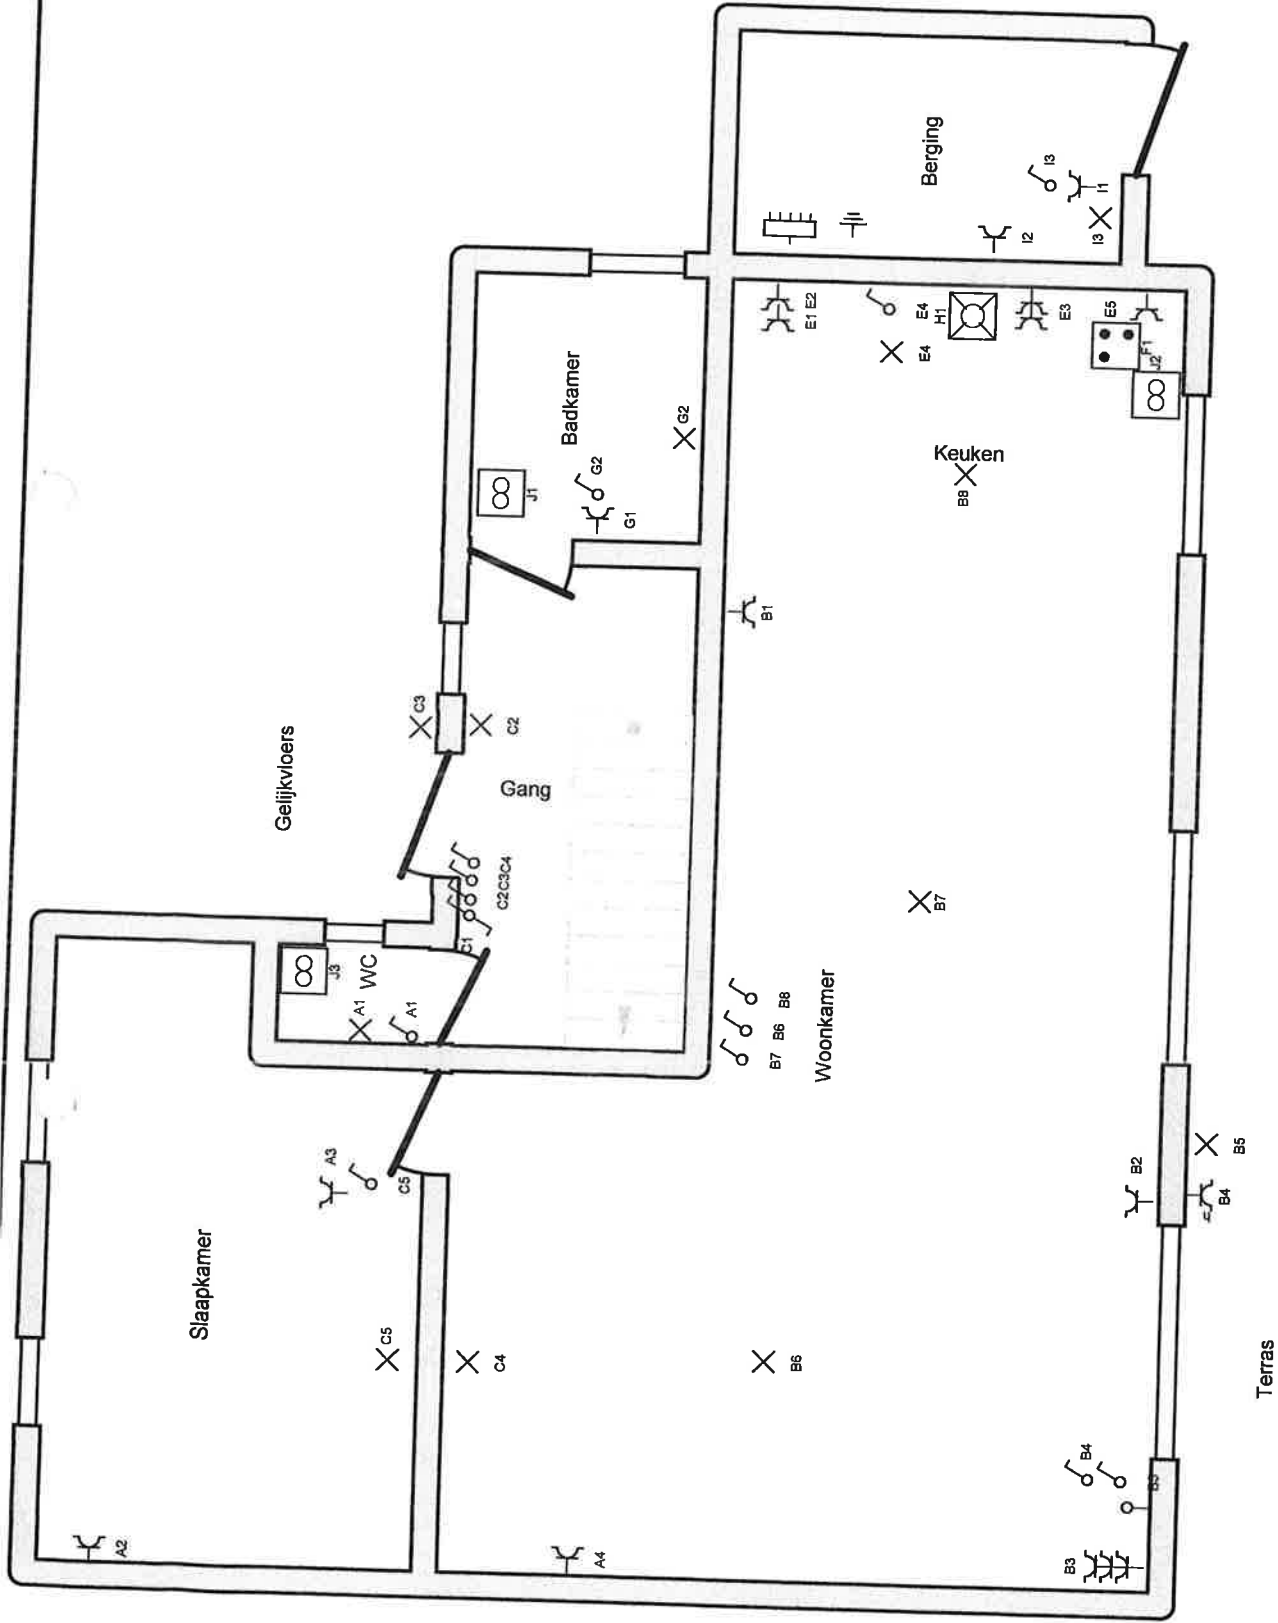 Gelijkvloers
Berging
I3
I1
I3
I2
Badkamer
G2
G2
G1
J1
E1 E2
E4
E4
H1
E3
E5
F1
J2
Keuken
B8
B1
C3
C2
Gang
C2C3C4
C1
WC
J3
A1
A1
B7
Woonkamer
B8
B6
B7
Slaapkamer
A3
C5
C5
A2
C4
B6
A4
B2
B5
B4
B4
B3
B3
Terras